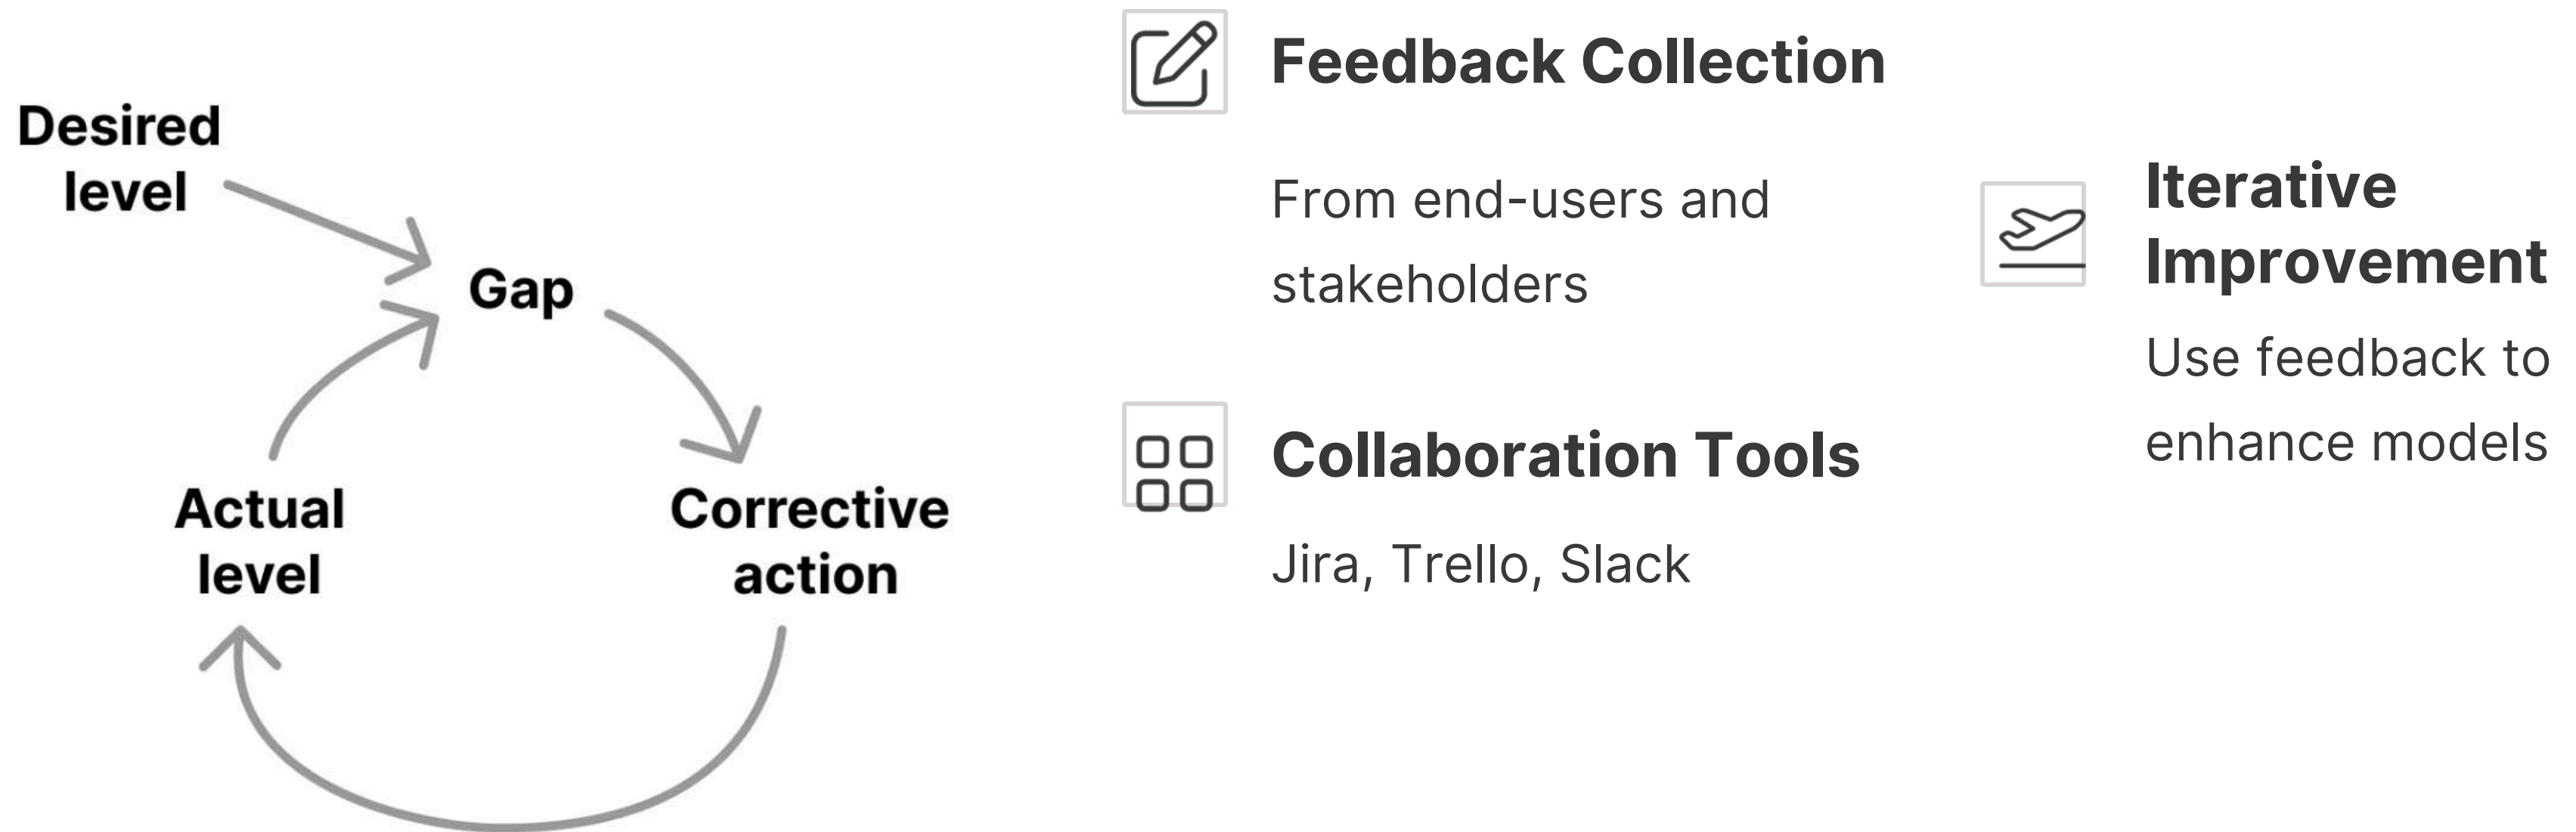 Desired
level
Gap
Actual
level
Corrective
action
Feedback Collection
From end-users and
stakeholders
Collaboration Tools
Jira, Trello, Slack
Iterative
Improvement
Use feedback to
enhance models